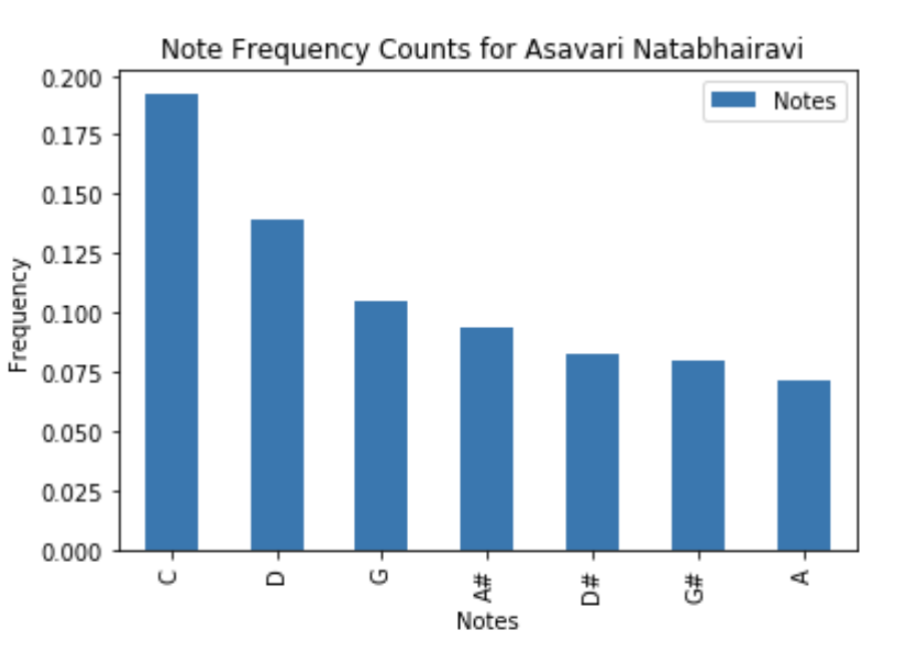 Note Frequency Counts for Asavari Natabhairavi
Notes
0.200
0.175
0.150
0.125
0.100
0.075
0.050
0.025
0.000
Frequency
C
D
G
A#
D#
G#
A
Notes